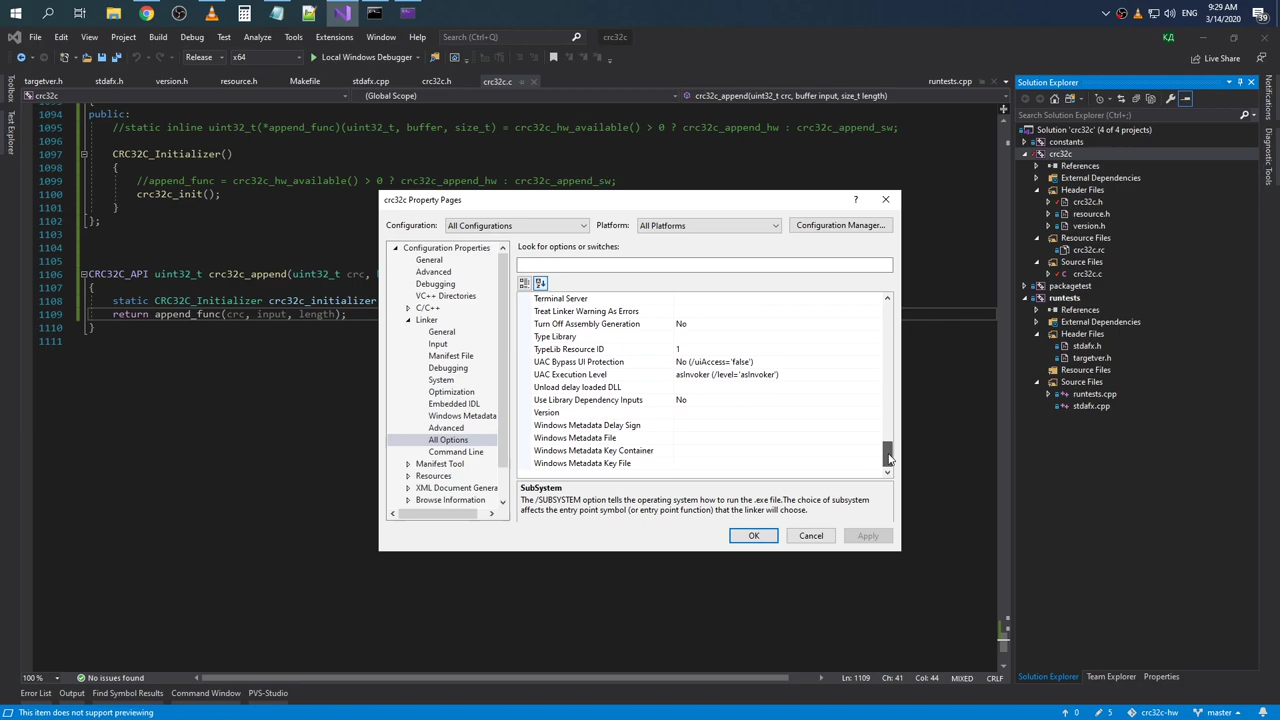 9:29 AM
ENG
3/14/2020
39
File Edit View Project Build Debug Test Analyze Tools Extensions Window Help Search (Ctrl+Q) crc32c КД
Release x64 Local Windows Debugger Live Share
targetver.h stdafx.h version.h resource.h Makefile stdafx.cpp crc32c.h crc32c.c runtests.cpp
crc32c (Global Scope) crc32c_append(uint32_t crc, buffer input, size_t length)
Toolbox
Test Explorer
1094 public:
1095 //static inline uint32_t(*append_func)(uint32_t, buffer, size_t) = crc32c_hw_available() > 0 ? crc32c_append_hw : crc32c_append_sw;
1096
1097 CRC32C_Initializer()
1098 {
1099 //append_func = crc32c_hw_available() > 0 ? crc32c_append_hw : crc32c_append_sw;
1100 crc32c_init();
1101 }
1102 };
1103
1104
1105
1106 CRC32C_API uint32_t crc32c_append(uint32_t crc,
1107 {
1108 static CRC32C_Initializer crc32c_initializer
1109 return append_func(crc, input, length);
1110 }
1111
crc32c Property Pages
Configuration: All Configurations Platform: All Platforms Configuration Manager...
Configuration Properties
General
Advanced
Debugging
VC++ Directories
C/C++
Linker
General
Input
Manifest File
Debugging
System
Optimization
Embedded IDL
Windows Metadata
Advanced
All Options
Command Line
Manifest Tool
Resources
XML Document Genera
Browse Information
Look for options or switches:
Terminal Server
Treat Linker Warning As Errors
Turn Off Assembly Generation No
Type Library
TypeLib Resource ID 1
UAC Bypass UI Protection No (/uiAccess='false')
UAC Execution Level asInvoker (/level='asInvoker')
Unload delay loaded DLL
Use Library Dependency Inputs No
Version
Windows Metadata Delay Sign
Windows Metadata File
Windows Metadata Key Container
Windows Metadata Key File
SubSystem
The /SUBSYSTEM option tells the operating system how to run the .exe file.The choice of subsystem
affects the entry point symbol (or entry point function) that the linker will choose.
OK Cancel Apply
Solution Explorer
Search Solution Explorer (Ctrl+;)
Solution 'crc32c' (4 of 4 projects)
constants
crc32c
References
External Dependencies
Header Files
crc32c.h
resource.h
version.h
Resource Files
crc32c.rc
Source Files
crc32c.c
packagetest
runtests
References
External Dependencies
Header Files
stdafx.h
targetver.h
Resource Files
Source Files
runtests.cpp
stdafx.cpp
Notifications
Diagnostic Tools
100 % No issues found Ln: 1109 Ch: 41 Col: 44 MIXED CRLF
Solution Explorer Team Explorer Properties
Error List Output Find Symbol Results Command Window PVS-Studio
This item does not support previewing 0 5 crc32c-hw master